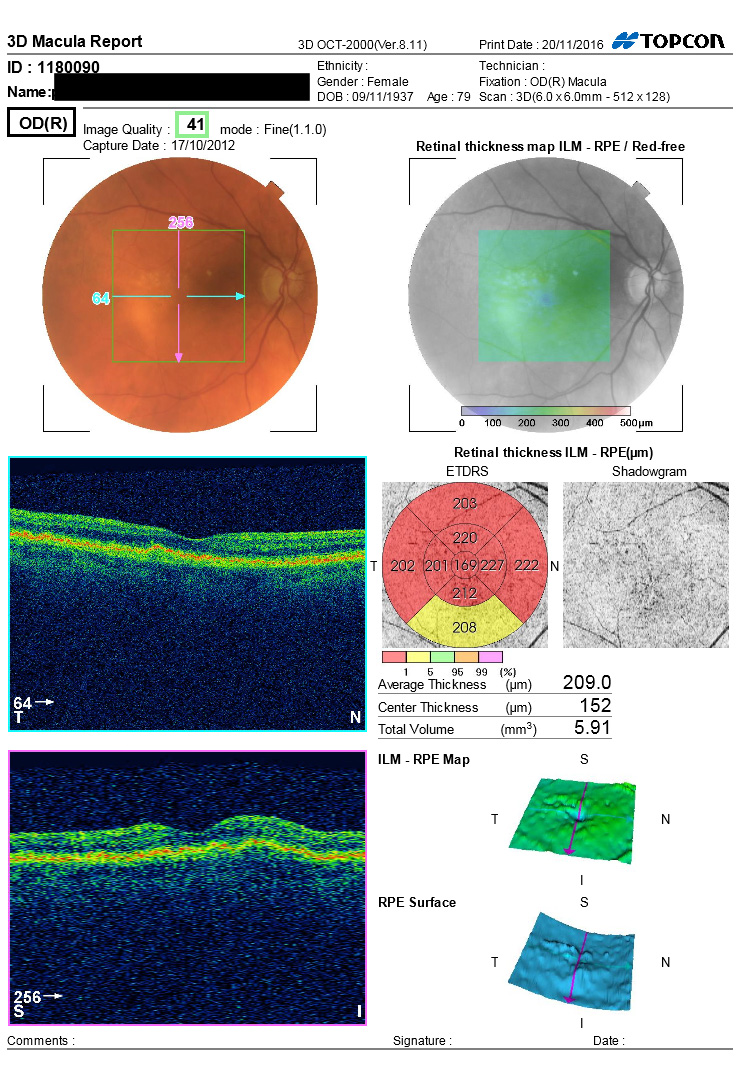 3D Macula Report
3D OCT-2000(Ver.8.11)
Print Date : 20/11/2016
TOPCON
ID : 1180090
Ethnicity :
Technician :
Gender : Female
Fixation : OD(R) Macula
Name:
DOB : 09/11/1937 Age : 79
Scan : 3D(6.0 x 6.0mm - 512 x 128)
OD(R)
Image Quality : 41 mode : Fine(1.1.0)
Capture Date : 17/10/2012
Retinal thickness map ILM - RPE / Red-free
256
64
0 100 200 300 400 500μm
Retinal thickness ILM - RPE(μm)
ETDRS
Shadowgram
203
220
T 202 201 169 227 222 N
212
208
1 5 95 99 (%)
Average Thickness (μm) 209.0
Center Thickness (μm) 152
Total Volume (mm3) 5.91
64
T N
ILM - RPE Map
S
T N
I
RPE Surface
S
T N
I
256
S I
Comments :
Signature :
Date :